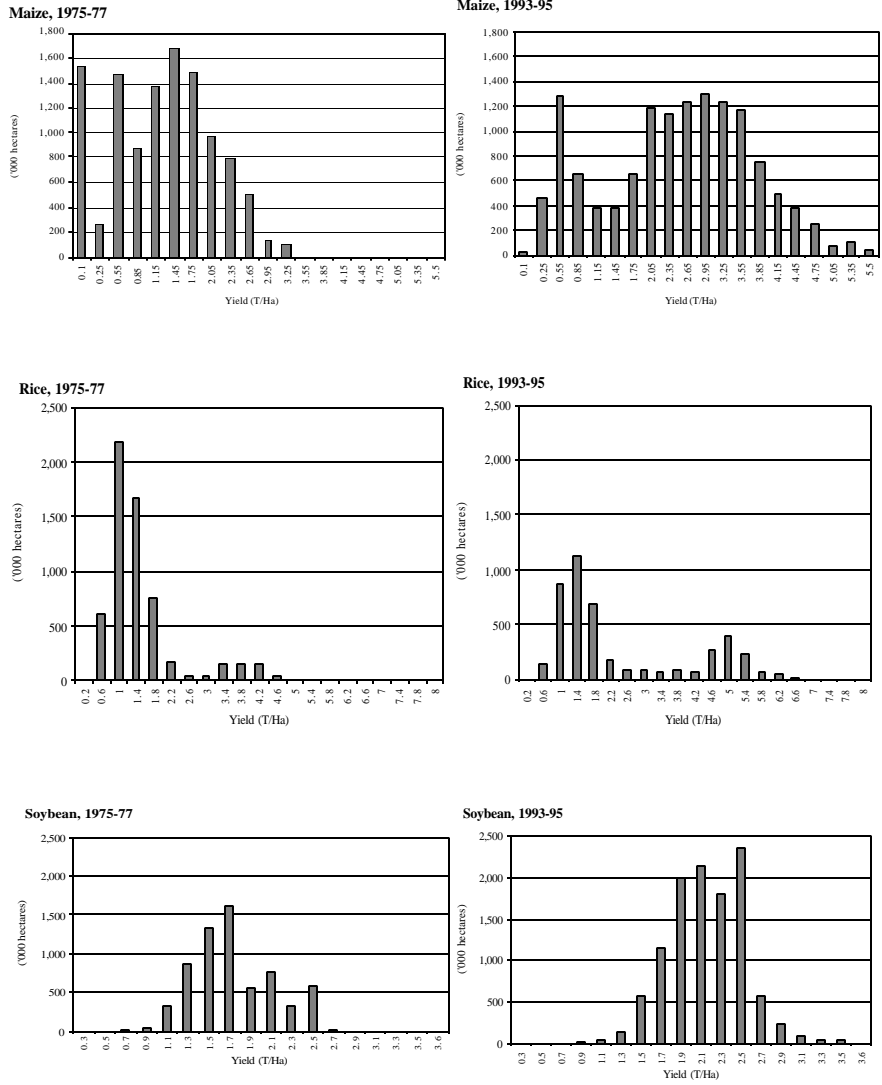 Maize, 1975-77
1,800
1,600
1,400
1,200
1,000
800
600
400
200
0
('000 hectares)
0.1 0.25 0.55 0.85 1.15 1.45 1.75 2.05 2.35 2.65 2.95 3.25 3.55 3.85 4.15 4.45 4.75 5.05 5.35 5.5
Yield (T/Ha)
Maize, 1993-95
1,800
1,600
1,400
1,200
1,000
800
600
400
200
0
('000 hectares)
0.1 0.25 0.55 0.85 1.15 1.45 1.75 2.05 2.35 2.65 2.95 3.25 3.55 3.85 4.15 4.45 4.75 5.05 5.35 5.5
Yield (T/Ha)
Rice, 1975-77
2,500
2,000
1,500
1,000
500
0
('000 hectares)
0.2 0.6 1 1.4 1.8 2.2 2.6 3 3.4 3.8 4.2 4.6 5 5.4 5.8 6.2 6.6 7 7.4 7.8 8
Yield (T/Ha)
Rice, 1993-95
2,500
2,000
1,500
1,000
500
0
('000 hectares)
0.2 0.6 1 1.4 1.8 2.2 2.6 3 3.4 3.8 4.2 4.6 5 5.4 5.8 6.2 6.6 7 7.4 7.8 8
Yield (T/Ha)
Soybean, 1975-77
2,500
2,000
1,500
1,000
500
0
('000 hectares)
0.3 0.5 0.7 0.9 1.1 1.3 1.5 1.7 1.9 2.1 2.3 2.5 2.7 2.9 3.1 3.3 3.5 3.6
Yield (T/Ha)
Soybean, 1993-95
2,500
2,000
1,500
1,000
500
0
('000 hectares)
0.3 0.5 0.7 0.9 1.1 1.3 1.5 1.7 1.9 2.1 2.3 2.5 2.7 2.9 3.1 3.3 3.5 3.6
Yield (T/Ha)